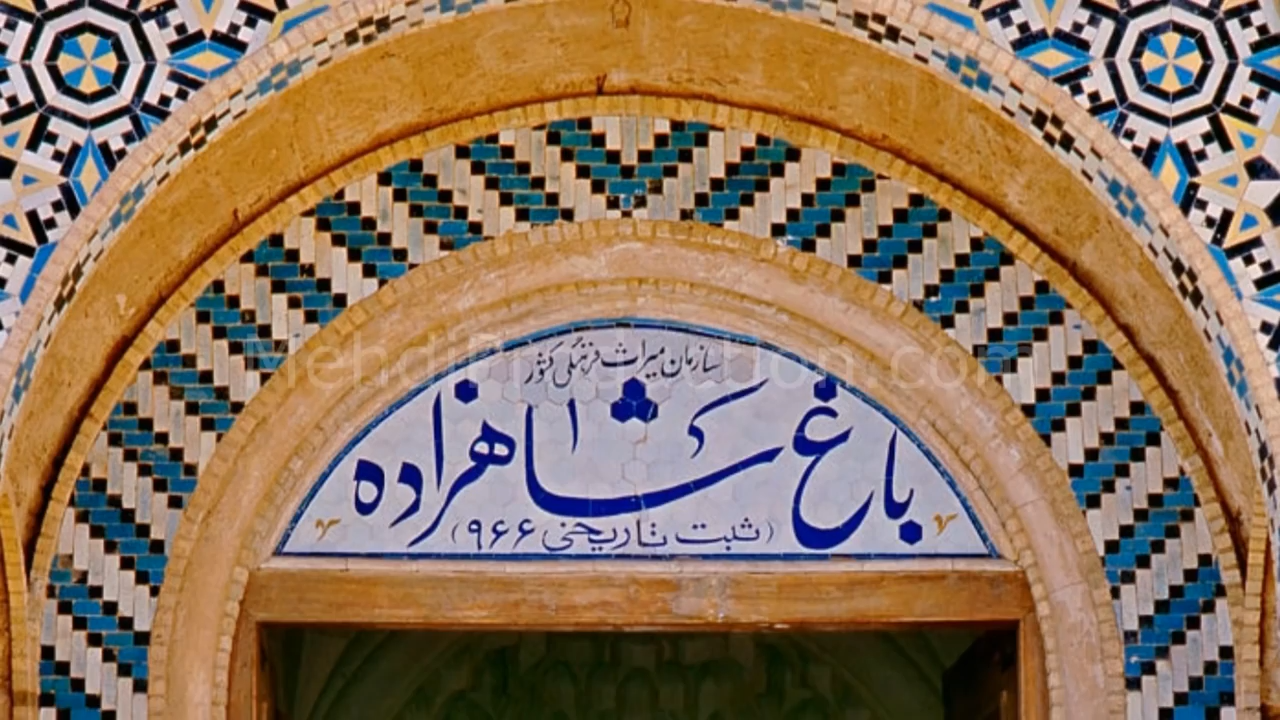 سازمان میراث فرهنگی کشور
باغ شاهزاده
(ثبت تاریخی ۹۶۶)